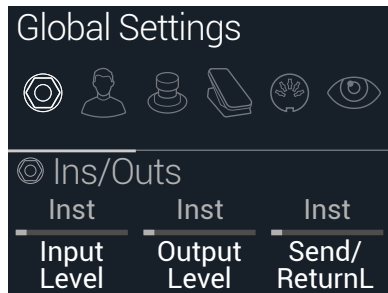 Global Settings
Ins/Outs
Inst Inst Inst
Input Output Send/
Level Level ReturnL